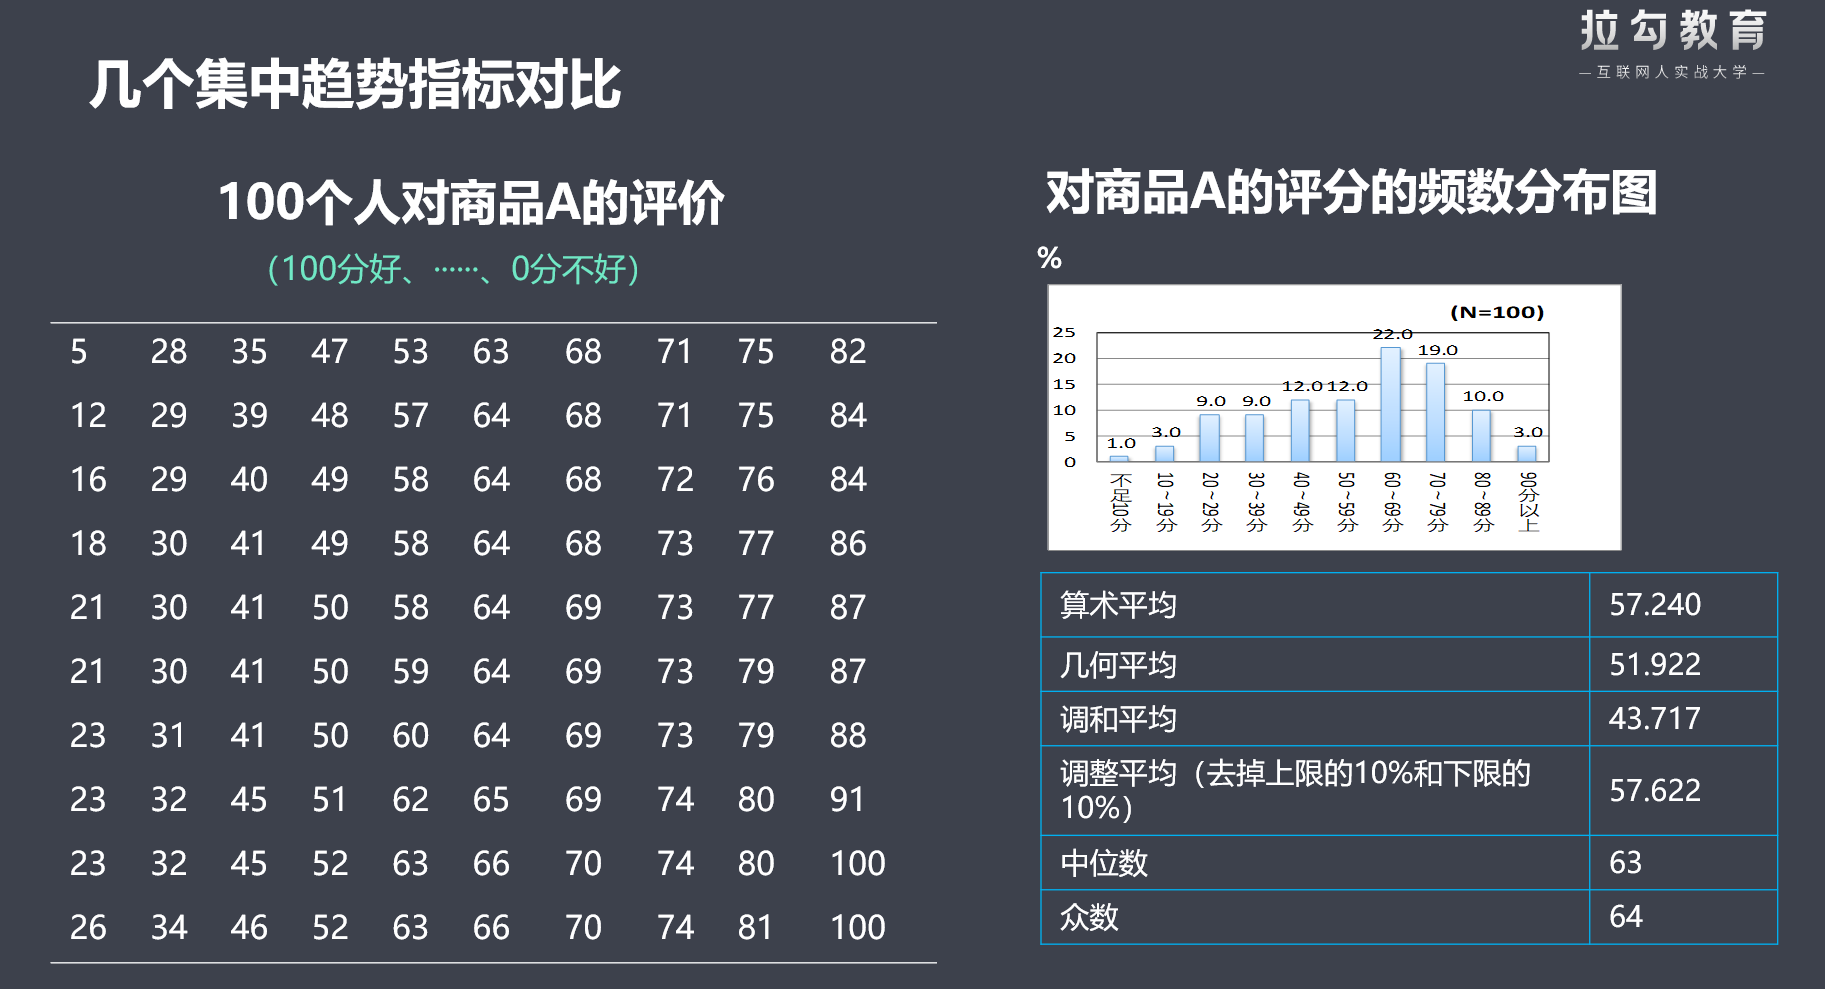 拉勾教育
—互联网人实战大学—
几个集中趋势指标对比
100个人对商品A的评价
（100分好、……、0分不好）
5 28 35 47 53 63 68 71 75 82
12 29 39 48 57 64 68 71 75 84
16 29 40 49 58 64 68 72 76 84
18 30 41 49 58 64 68 73 77 86
21 30 41 50 58 64 69 73 77 87
21 30 41 50 59 64 69 73 79 87
23 31 41 50 60 64 69 73 79 88
23 32 45 51 62 65 69 74 80 91
23 32 45 52 63 66 70 74 80 100
26 34 46 52 63 66 70 74 81 100
对商品A的评分的频数分布图
%
(N=100)
25
20
15
10
5
0
1.0 3.0 9.0 9.0 12.0 12.0 22.0 19.0 10.0 3.0
不足10分
10～19分
20～29分
30～39分
40～49分
50～59分
60～69分
70～79分
80～89分
90分以上
算术平均 57.240
几何平均 51.922
调和平均 43.717
调整平均（去掉上限的10%和下限的
10%） 57.622
中位数 63
众数 64